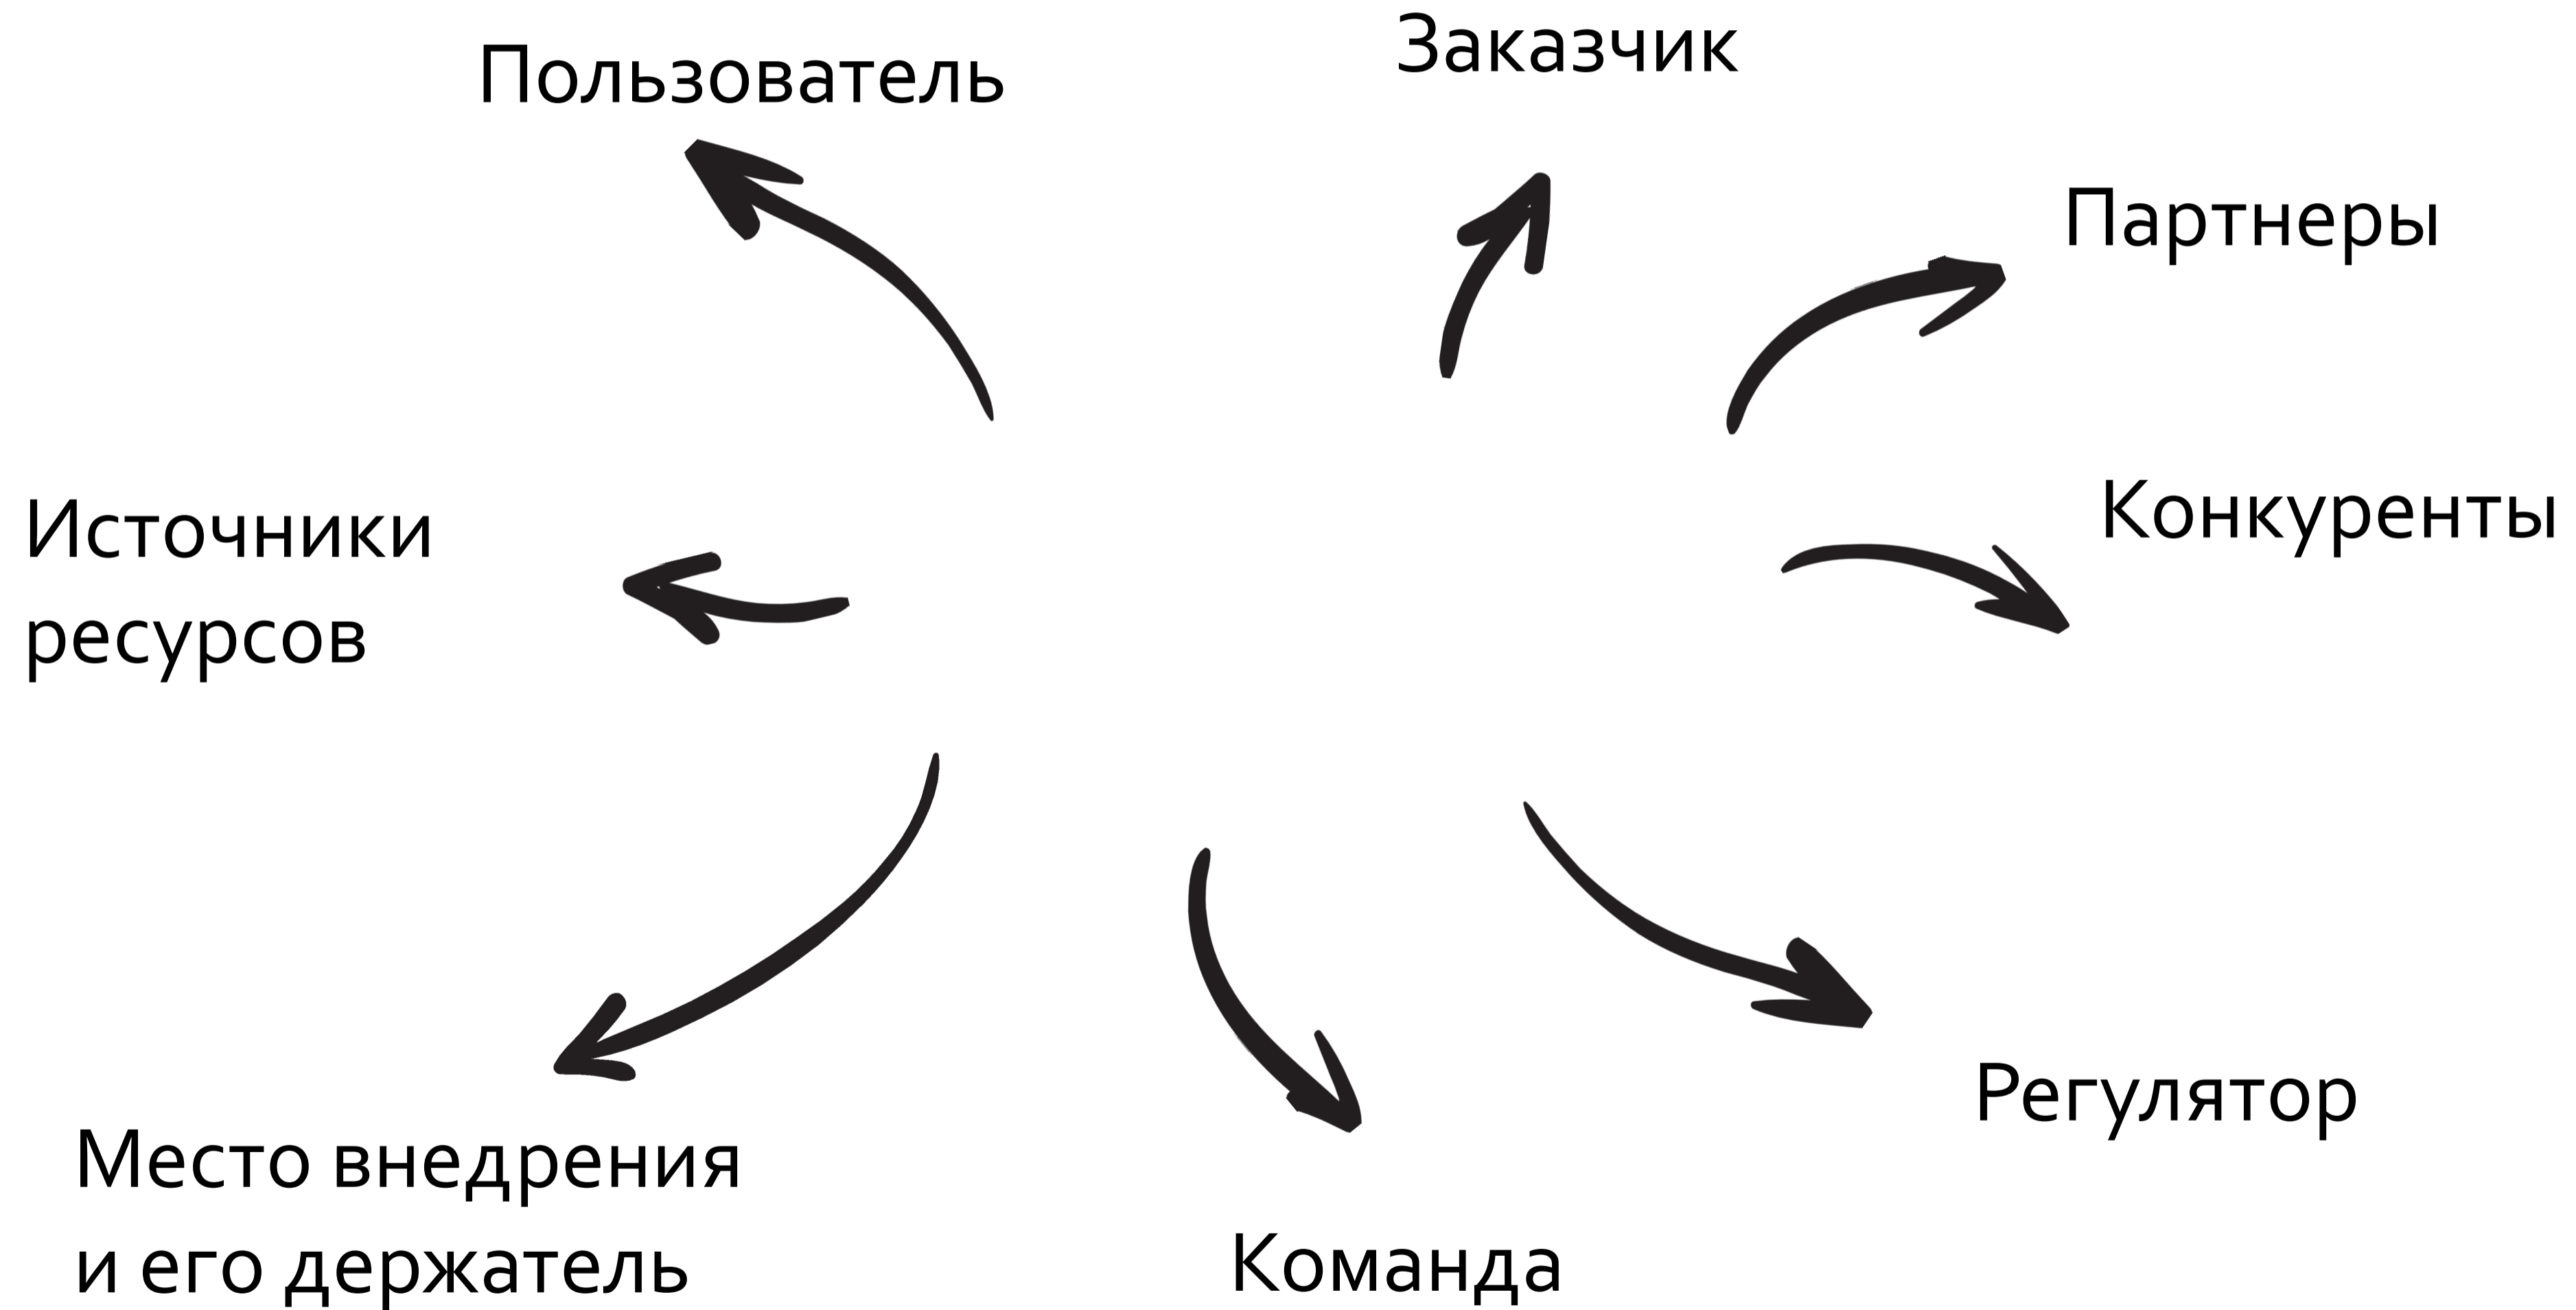 Заказчик
Пользователь
Партнеры
Конкуренты
Источники
ресурсов
Регулятор
Место внедрения
и его держатель
Команда